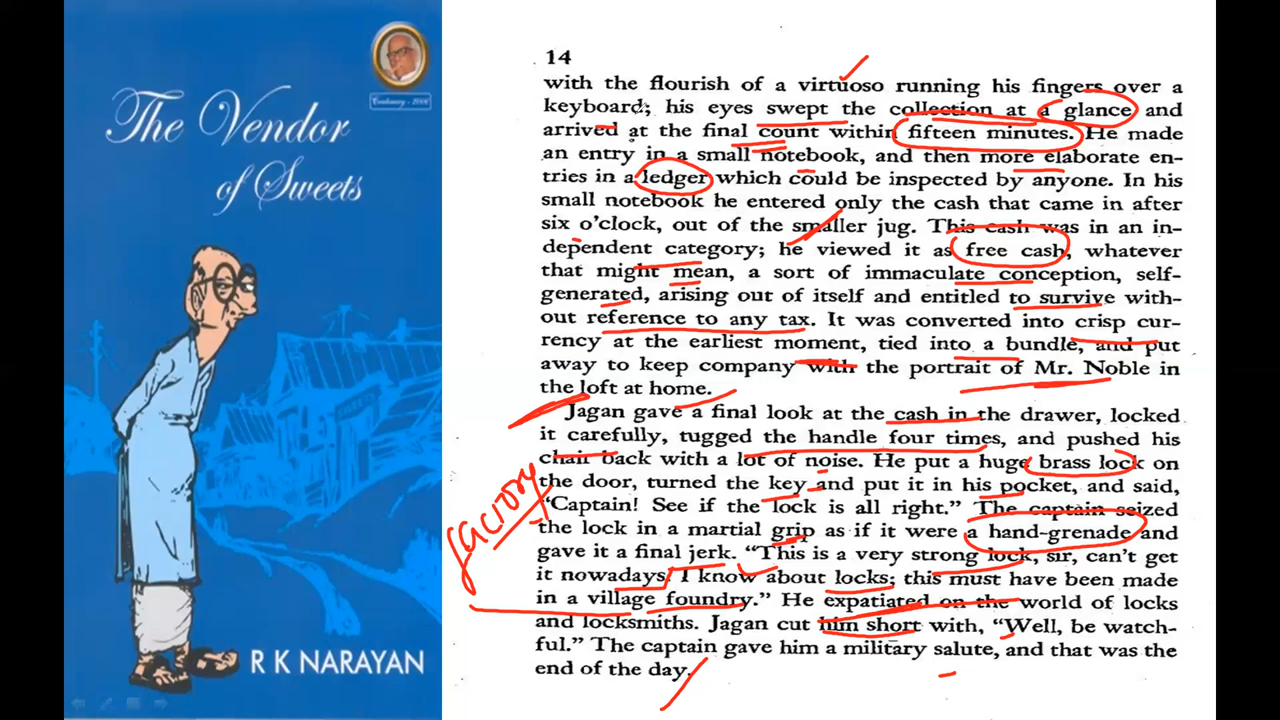 The Vendor
of Sweets
Centenary - 2006
R K NARAYAN
14
with the flourish of a virtuoso running his fingers over a
keyboard; his eyes swept the collection at a glance and
arrived at the final count within fifteen minutes. He made
an entry in a small notebook, and then more elaborate en-
tries in a ledger which could be inspected by anyone. In his
small notebook he entered only the cash that came in after
six o'clock, out of the smaller jug. This cash was in an in-
dependent category; he viewed it as free cash, whatever
that might mean, a sort of immaculate conception, self-
generated, arising out of itself and entitled to survive with-
out reference to any tax. It was converted into crisp cur-
rency at the earliest moment, tied into a bundle, and put
away to keep company with the portrait of Mr. Noble in
the loft at home.
Jagan gave a final look at the cash in the drawer, locked
it carefully, tugged the handle four times, and pushed his
chair back with a lot of noise. He put a huge brass lock on
the door, turned the key and put it in his pocket, and said,
"Captain! See if the lock is all right." The captain seized
the lock in a martial grip as if it were a hand-grenade and
gave it a final jerk. "This is a very strong lock, sir, can't get
it nowadays. I know about locks; this must have been made
in a village foundry." He expatiated on the world of locks
and locksmiths. Jagan cut him short with, "Well, be watch-
ful." The captain gave him a military salute, and that was the
end of the day.
factory